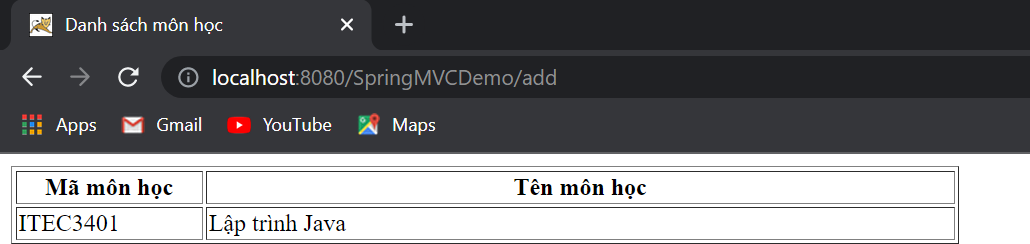 Danh sách môn học
localhost:8080/SpringMVCDemo/add
Apps Gmail YouTube Maps
Mã môn học Tên môn học
ITEC3401 Lập trình Java